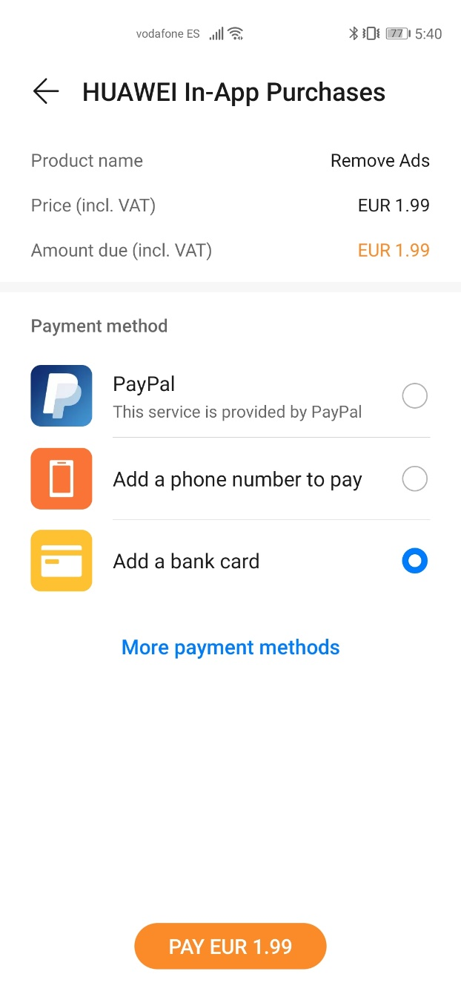 vodafone ES 77 5:40
HUAWEI In-App Purchases
Product name Remove Ads
Price (incl. VAT) EUR 1.99
Amount due (incl. VAT) EUR 1.99
Payment method
PayPal
This service is provided by PayPal
Add a phone number to pay
Add a bank card
More payment methods
PAY EUR 1.99